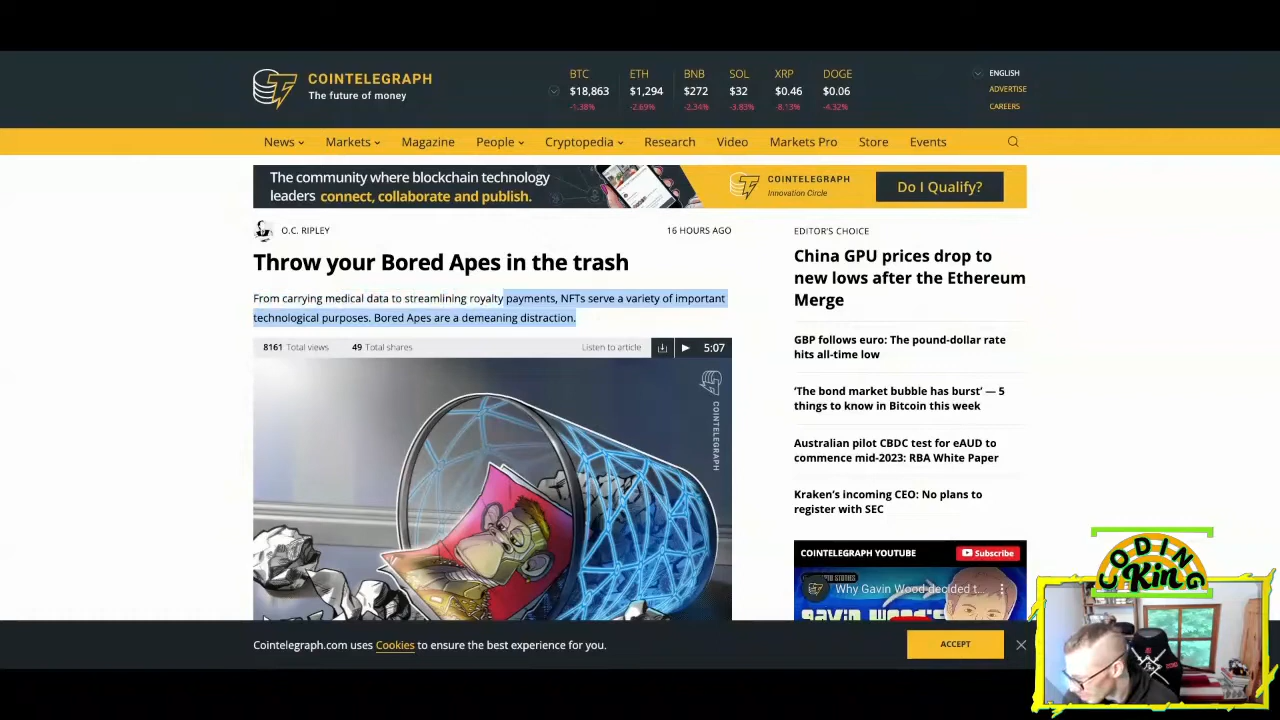 COINTELEGRAPH
The future of money
BTC ETH BNB SOL XRP DOGE
$18,863 $1,294 $272 $32 $0.46 $0.06
-1.38% -2.69% -2.34% -3.83% -8.13% -4.32%
ENGLISH
ADVERTISE
CAREERS
News Markets Magazine People Cryptopedia Research Video Markets Pro Store Events
The community where blockchain technology
leaders connect, collaborate and publish.
COINTELEGRAPH
Innovation Circle
Do I Qualify?
O.C. RIPLEY 16 HOURS AGO
Throw your Bored Apes in the trash
From carrying medical data to streamlining royalty payments, NFTs serve a variety of important
technological purposes. Bored Apes are a demeaning distraction.
8161 Total views 49 Total shares Listen to article 5:07
COINTELEGRAPH
EDITOR'S CHOICE
China GPU prices drop to
new lows after the Ethereum
Merge
GBP follows euro: The pound-dollar rate
hits all-time low
‘The bond market bubble has burst’ — 5
things to know in Bitcoin this week
Australian pilot CBDC test for eAUD to
commence mid-2023: RBA White Paper
Kraken’s incoming CEO: No plans to
register with SEC
COINTELEGRAPH YOUTUBE Subscribe
Why Gavin Wood decided t...
GAVIN WOOD'S
Cointelegraph.com uses Cookies to ensure the best experience for you.
ACCEPT
CODING
KinG